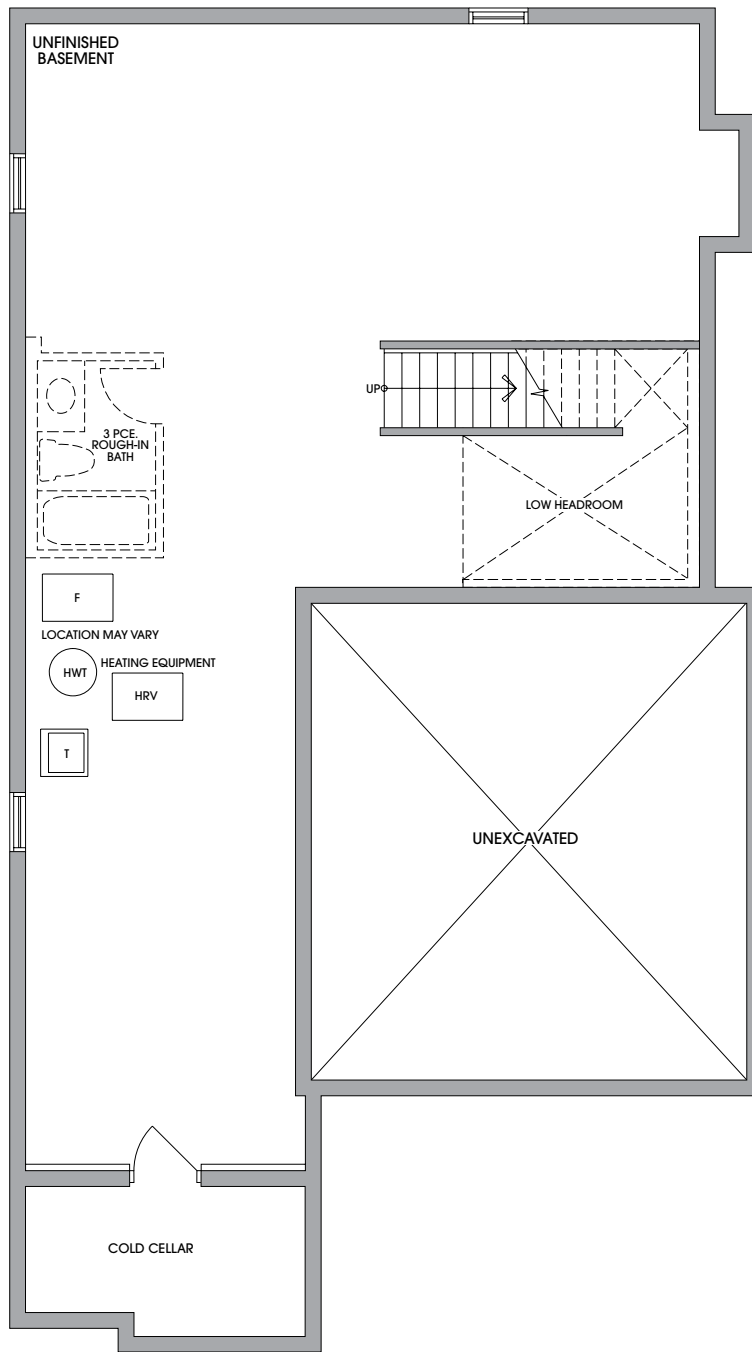 UNFINISHED
BASEMENT
UP
3 PCE.
ROUGH-IN
BATH
LOW HEADROOM
F
LOCATION MAY VARY
HWT
HEATING EQUIPMENT
HRV
T
UNEXCAVATED
COLD CELLAR